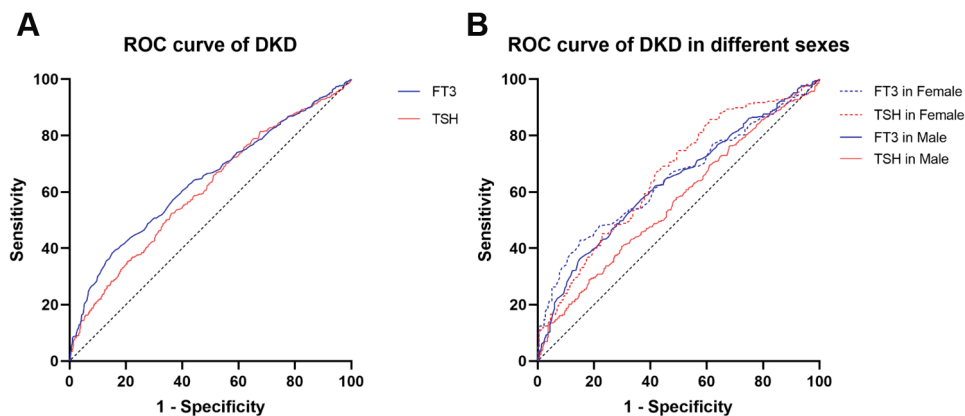 A
ROC curve of DKD
100
80
60
40
20
0
Sensitivity
0 20 40 60 80 100
1 - Specificity
FT3
TSH
B
ROC curve of DKD in different sexes
100
80
60
40
20
0
Sensitivity
0 20 40 60 80 100
1 - Specificity
FT3 in Female
TSH in Female
FT3 in Male
TSH in Male